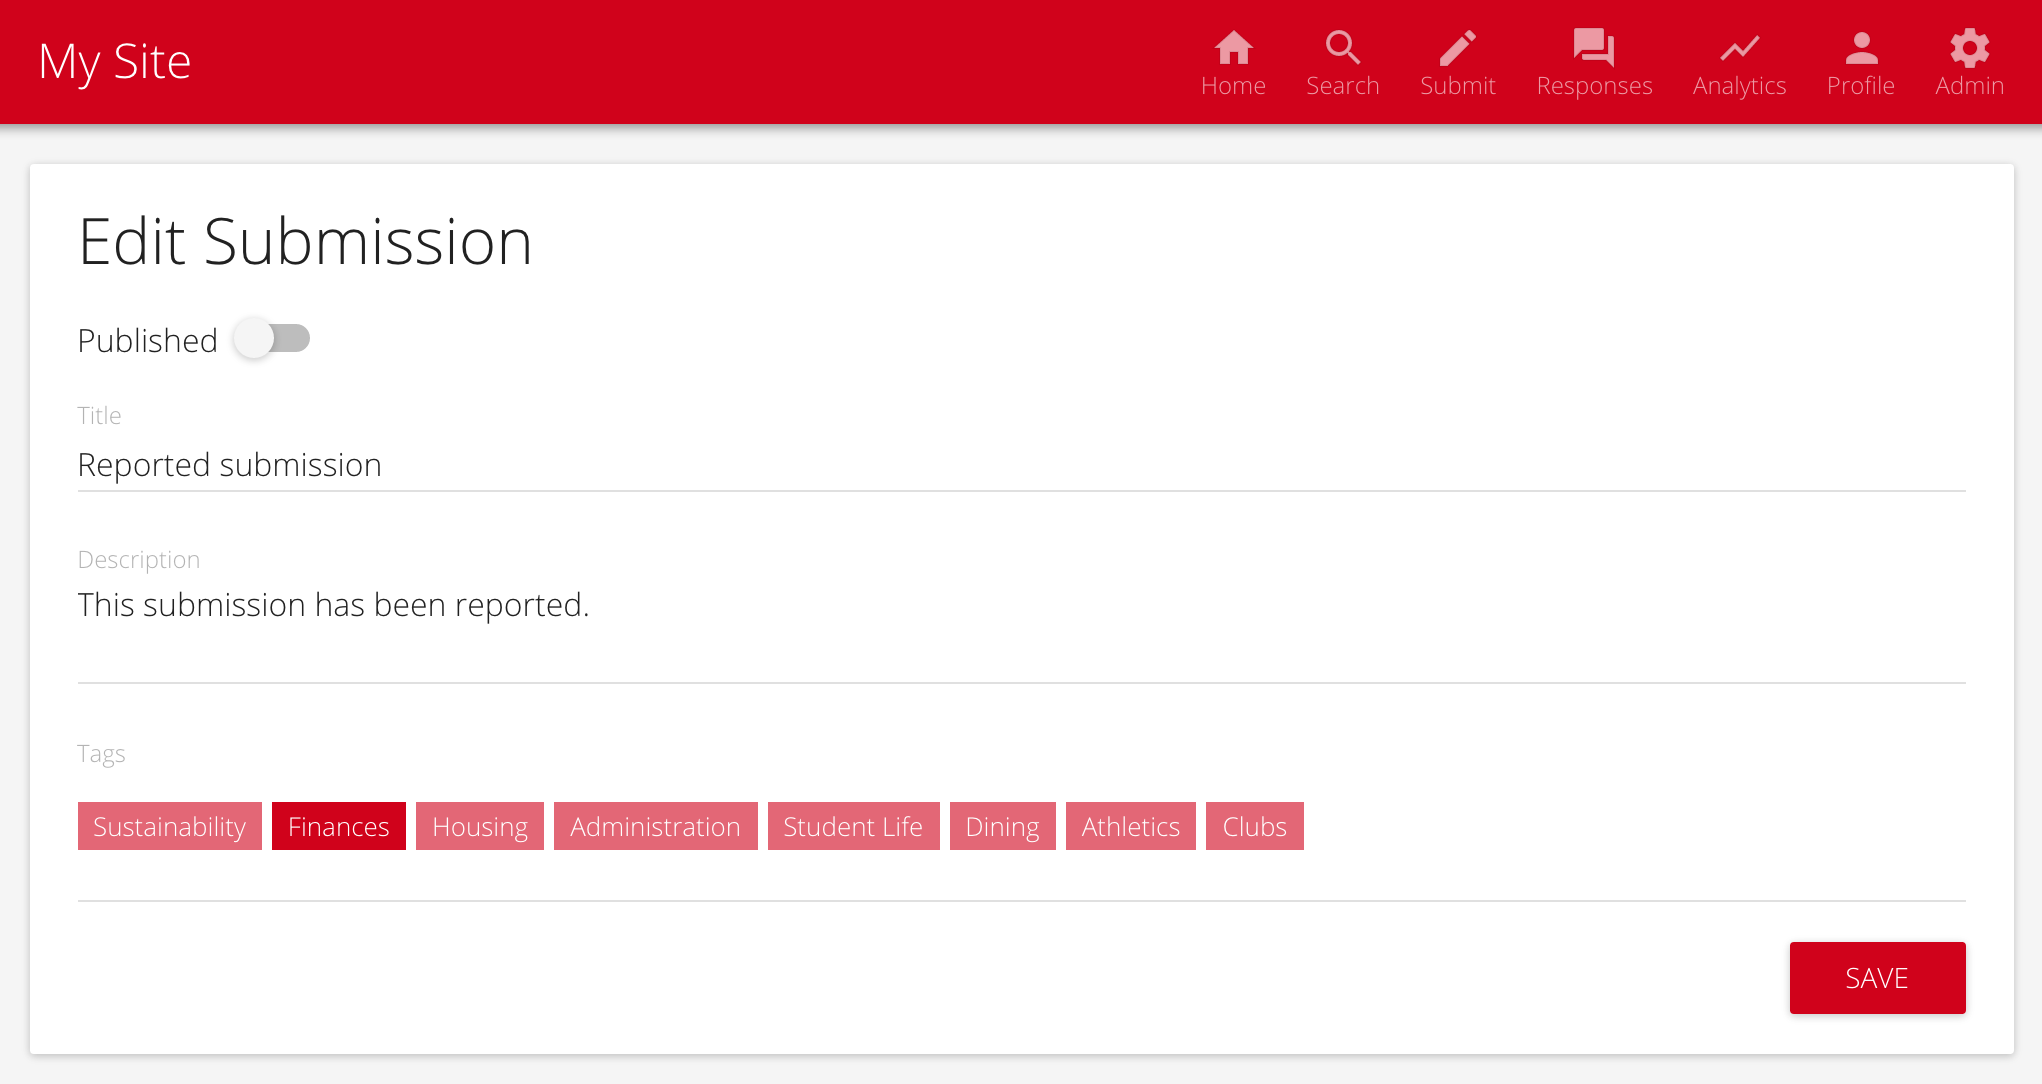 My Site
Home Search Submit Responses Analytics Profile Admin
Edit Submission
Published
Title
Reported submission
Description
This submission has been reported.
Tags
Sustainability Finances Housing Administration Student Life Dining Athletics Clubs
SAVE